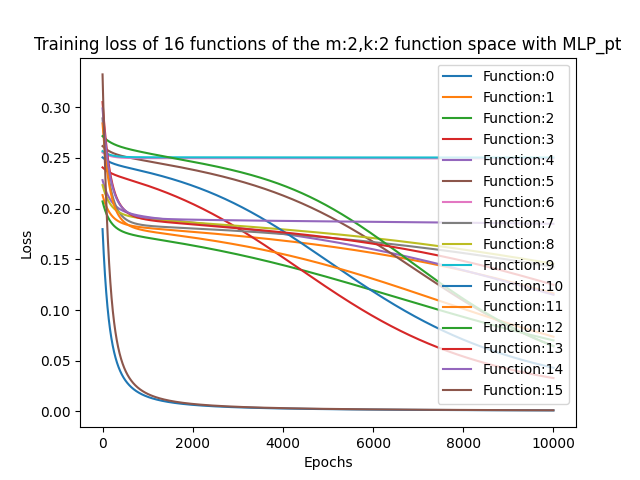 Training loss of 16 functions of the m:2,k:2 function space with MLP_pt
Loss
0.30
0.25
0.20
0.15
0.10
0.05
0.00
Function:0
Function:1
Function:2
Function:3
Function:4
Function:5
Function:6
Function:7
Function:8
Function:9
Function:10
Function:11
Function:12
Function:13
Function:14
Function:15
0 2000 4000 6000 8000 10000
Epochs